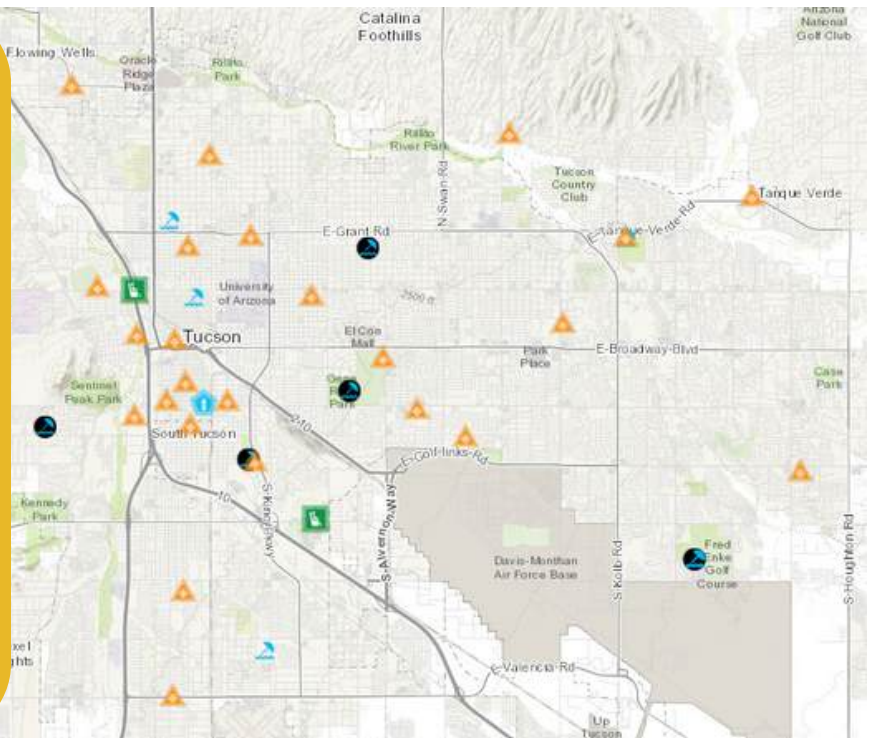 Catalina
Foothills
Arizona
National
Golf Club
Flowing Wells
Oracle
Ridge
Plaza
Rillito
Park
Rillito
River Park
N-Swan-Rd
Tucson
Country
Club
Tanque Verde
E-Tanque-Verde-Rd
E-Grant Rd
University
of Arizona
2500 ft
Tucson
El Con
Mall
Park
Place
E-Broadway-Blvd
Case
Park
Sentinel
Peak Park
Park
South Tucson
I-10
E-Golf-links-Rd
10
Kennedy
Park
S-Kino-Pkwy
S-Alvernon-Way
Davis-Monthan
Air Force Base
S-Kolb-Rd
Fred
Enke
Golf
Course
S-Houghton Rd
E-Valencia-Rd
Up
Tucson